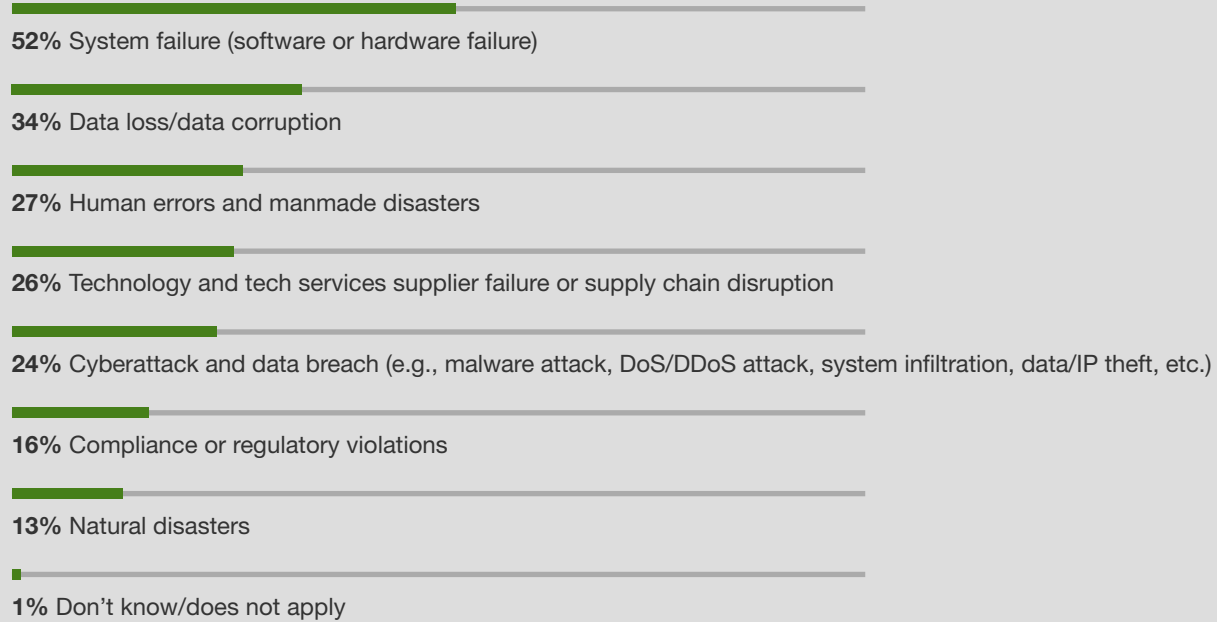 52% System failure (software or hardware failure)
34% Data loss/data corruption
27% Human errors and manmade disasters
26% Technology and tech services supplier failure or supply chain disruption
24% Cyberattack and data breach (e.g., malware attack, DoS/DDoS attack, system infiltration, data/IP theft, etc.)
16% Compliance or regulatory violations
13% Natural disasters
1% Don’t know/does not apply